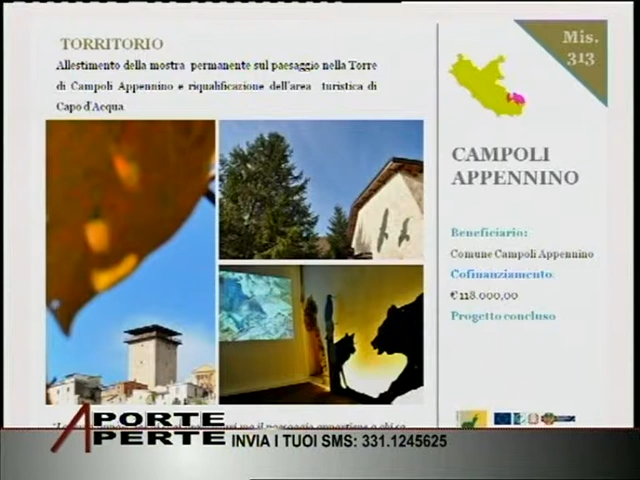 TORRITORIO
Allestimento della mostra permanente sul paesaggio nella Torre
di Campoli Appennino e riqualificazione dell'area turistica di
Capo d'Acqua.
Mis.
313
CAMPOLI
APPENNINO
Beneficiario:
Comune Campoli Appennino
Cofinanziamento:
€ 118.000,00
Progetto concluso
A PORTE
APERTE
INVIA I TUOI SMS: 331.1245625